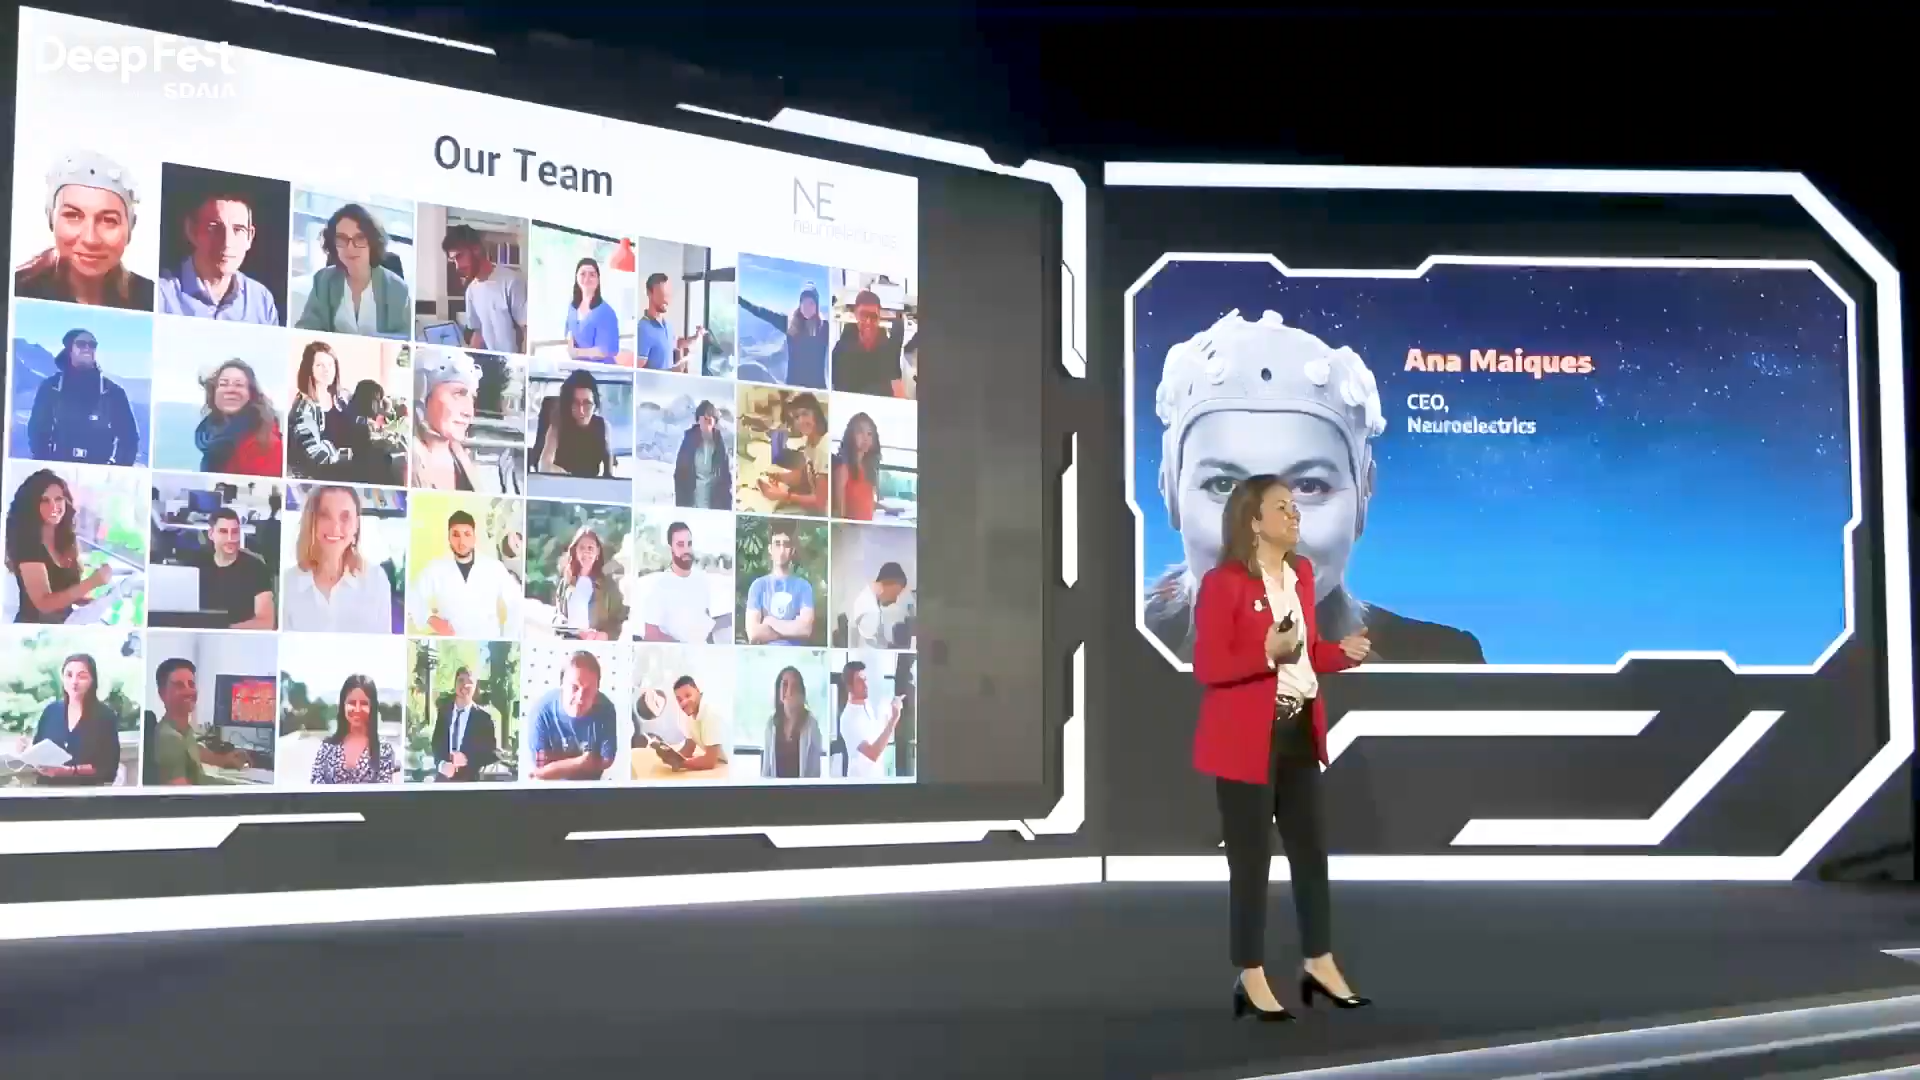 DeepFest
SDAIA
Our Team
NE
neuroelectrics
Ana Maiques
CEO,
Neuroelectrics